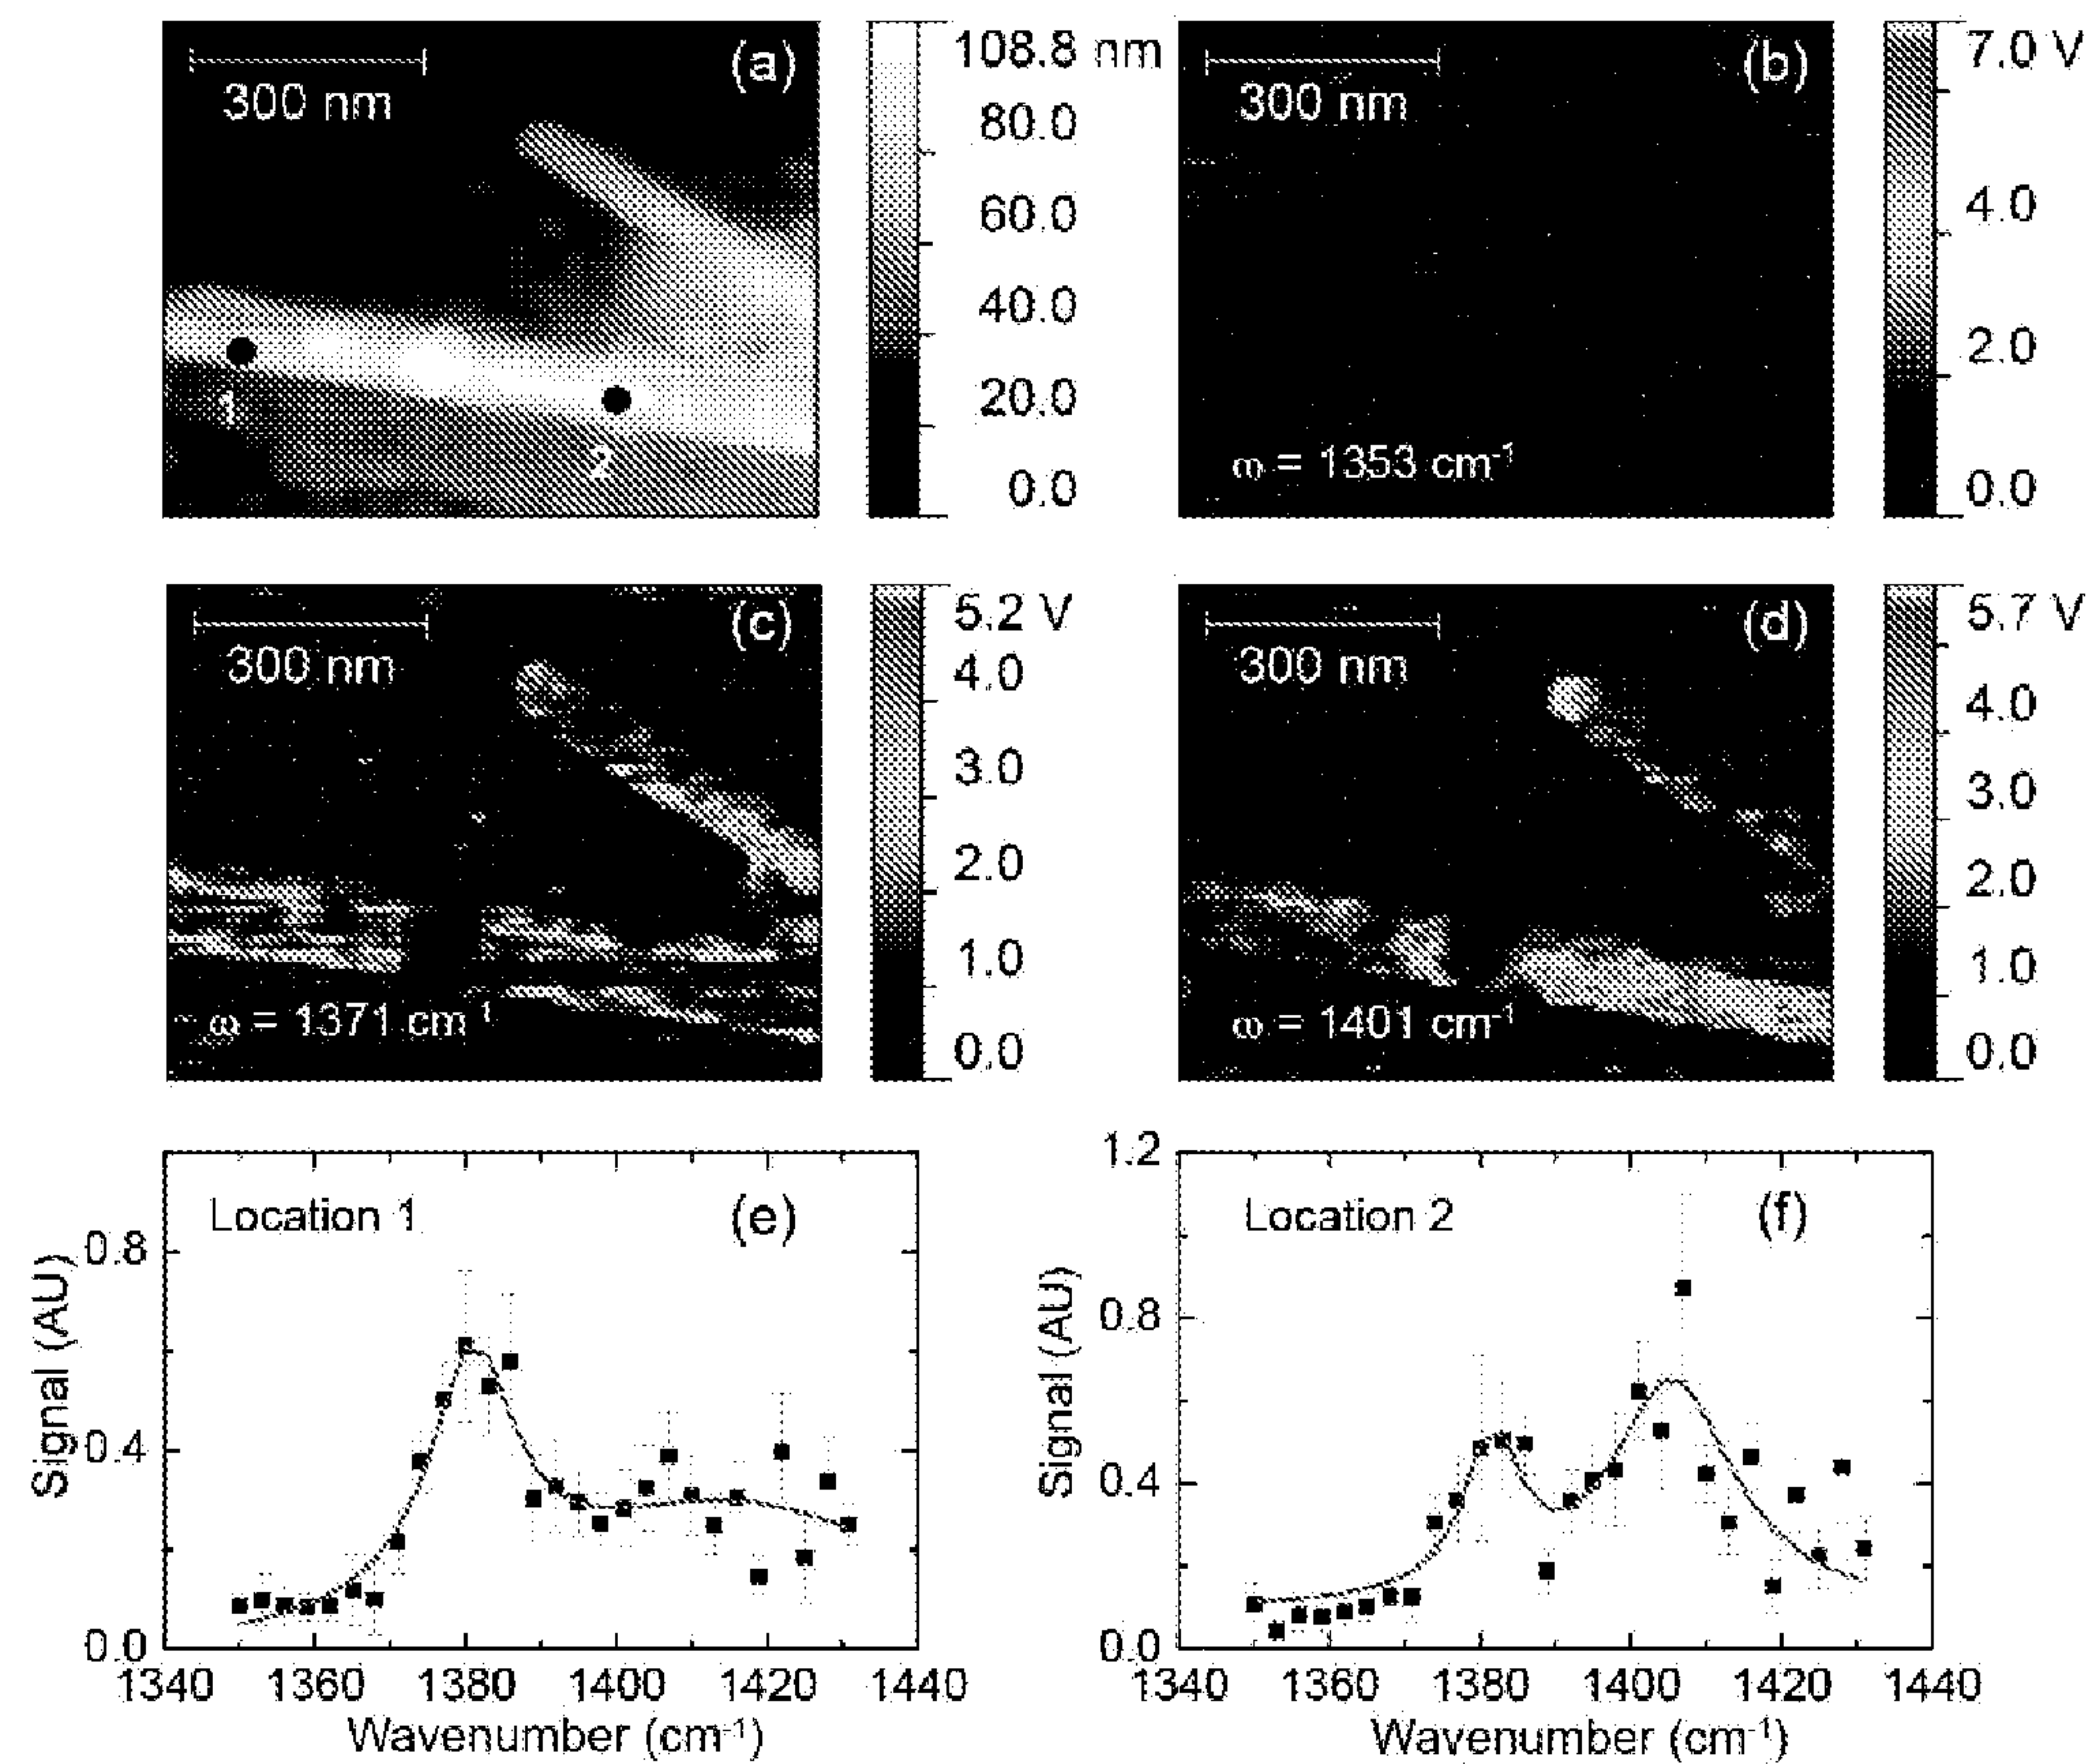 (a)
300 nm
1
2
108.8 nm
80.0
60.0
40.0
20.0
0.0
(b)
300 nm
ω = 1353 cm⁻¹
7.0 V
4.0
2.0
0.0
(c)
300 nm
ω = 1371 cm⁻¹
5.2 V
4.0
3.0
2.0
1.0
0.0
(d)
300 nm
ω = 1401 cm⁻¹
5.7 V
4.0
3.0
2.0
1.0
0.0
Location 1 (e)
Signal (AU)
0.8
0.4
0.0
1340 1360 1380 1400 1420 1440
Wavenumber (cm⁻¹)
Location 2 (f)
Signal (AU)
1.2
0.8
0.4
0.0
1340 1360 1380 1400 1420 1440
Wavenumber (cm⁻¹)